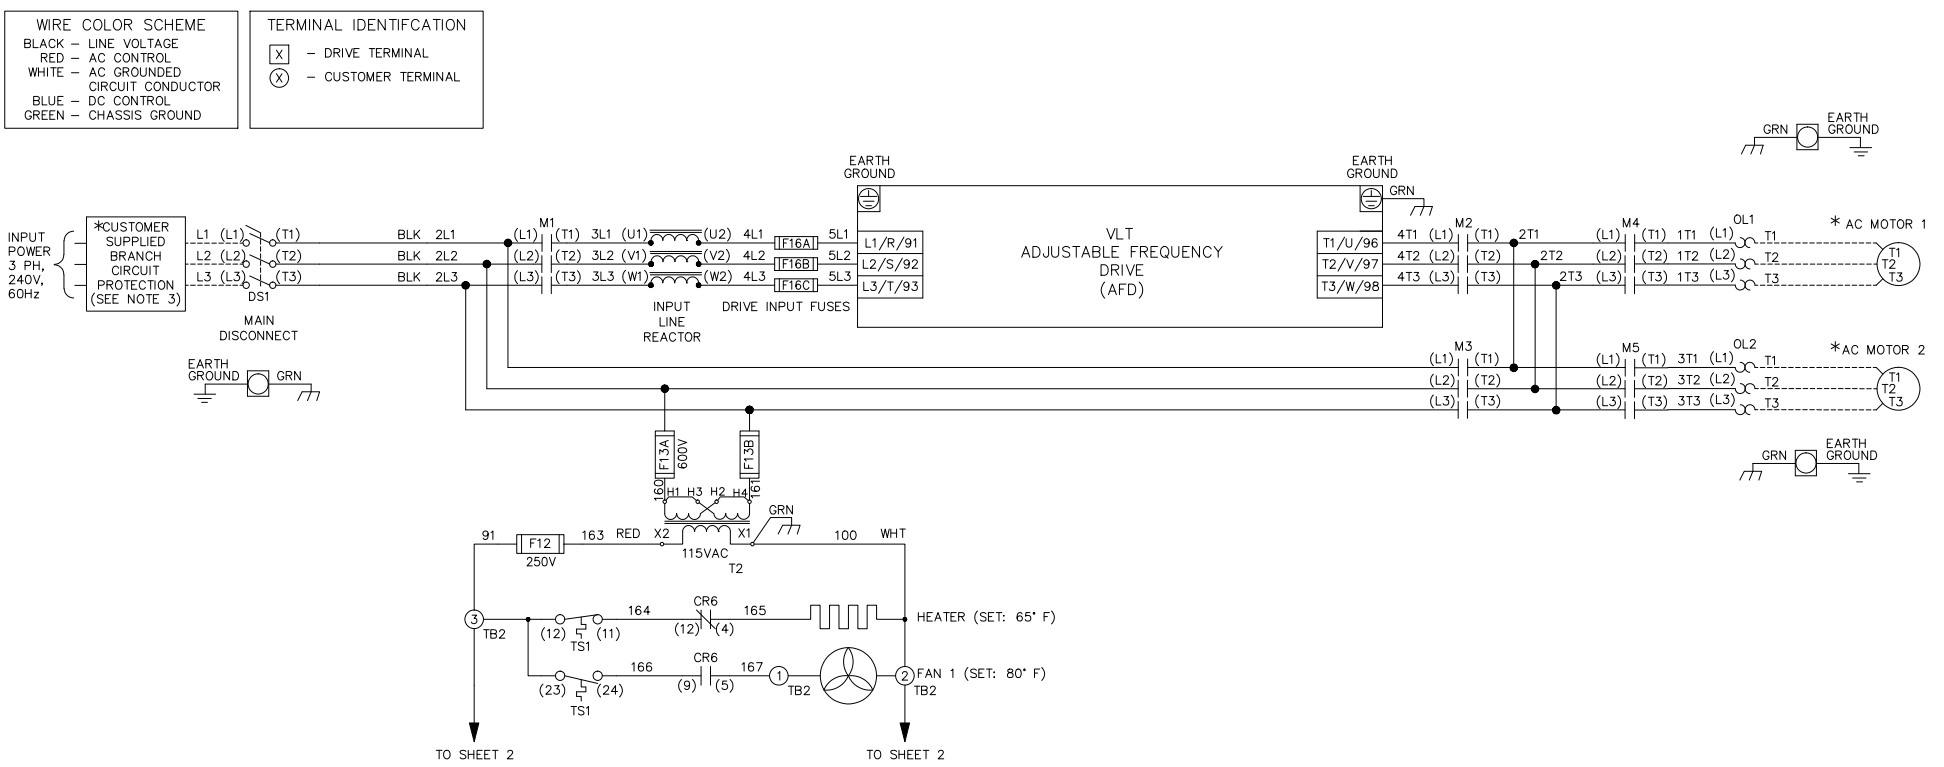 WIRE COLOR SCHEME
BLACK – LINE VOLTAGE
RED – AC CONTROL
WHITE – AC GROUNDED
CIRCUIT CONDUCTOR
BLUE – DC CONTROL
GREEN – CHASSIS GROUND
TERMINAL IDENTIFCATION
X – DRIVE TERMINAL
X – CUSTOMER TERMINAL
GRN
EARTH
GROUND
EARTH
GROUND
EARTH
GROUND
GRN
INPUT
POWER
3 PH,
240V,
60Hz
*CUSTOMER
SUPPLIED
BRANCH
CIRCUIT
PROTECTION
(SEE NOTE 3)
L1 (L1) (T1) BLK 2L1 (L1) M1 (T1) 3L1 (U1) (U2) 4L1 F16A 5L1 L1/R/91
L2 (L2) (T2) BLK 2L2 (L2) (T2) 3L2 (V1) (V2) 4L2 F16B 5L2 L2/S/92
L3 (L3) (T3) BLK 2L3 (L3) (T3) 3L3 (W1) (W2) 4L3 F16C 5L3 L3/T/93
DS1
MAIN
DISCONNECT
INPUT
LINE
REACTOR
DRIVE INPUT FUSES
VLT
ADJUSTABLE FREQUENCY
DRIVE
(AFD)
T1/U/96 4T1 (L1) M2 (T1) 2T1 (L1) M4 (T1) 1T1 (L1) OL1 T1
T2/V/97 4T2 (L2) (T2) 2T2 (L2) (T2) 1T2 (L2) T2
T3/W/98 4T3 (L3) (T3) 2T3 (L3) (T3) 1T3 (L3) T3
* AC MOTOR 1
T1
T2
T3
EARTH
GROUND GRN
(L1) M3 (T1) (L1) M5 (T1) 3T1 (L1) OL2 T1
(L2) (T2) (L2) (T2) 3T2 (L2) T2
(L3) (T3) (L3) (T3) 3T3 (L3) T3
*AC MOTOR 2
T1
T2
T3
GRN
EARTH
GROUND
F13A
600V
F13B
160
161
H1 H3 H2 H4
GRN
91 F12 163 RED X2 X1 100 WHT
250V
115VAC
T2
3
TB2
(12) (11) 164 CR6 (12) (4) 165 HEATER (SET: 65° F)
TS1
(23) (24) 166 CR6 (9) (5) 167 1 TB2 2 FAN 1 (SET: 80° F)
TB2
TS1
TO SHEET 2
TO SHEET 2